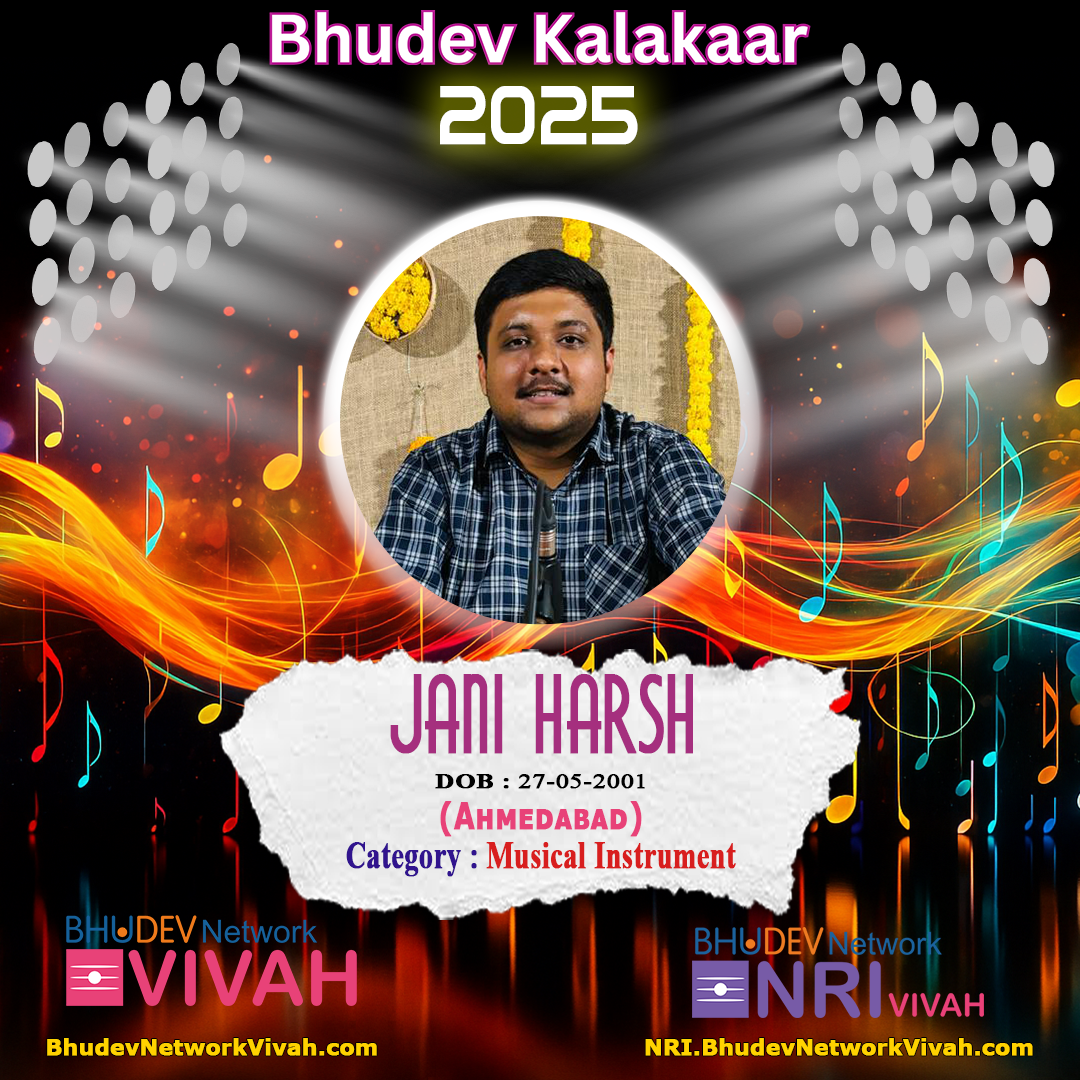 Bhudev Kalakaar
2025
JANI HARSH
DOB : 27-05-2001
(AHMEDABAD)
Category : Musical Instrument
BHUDEV Network
VIVAH
BhudevNetworkVivah.com
BHUDEV Network
NRI VIVAH
NRI.BhudevNetworkVivah.com